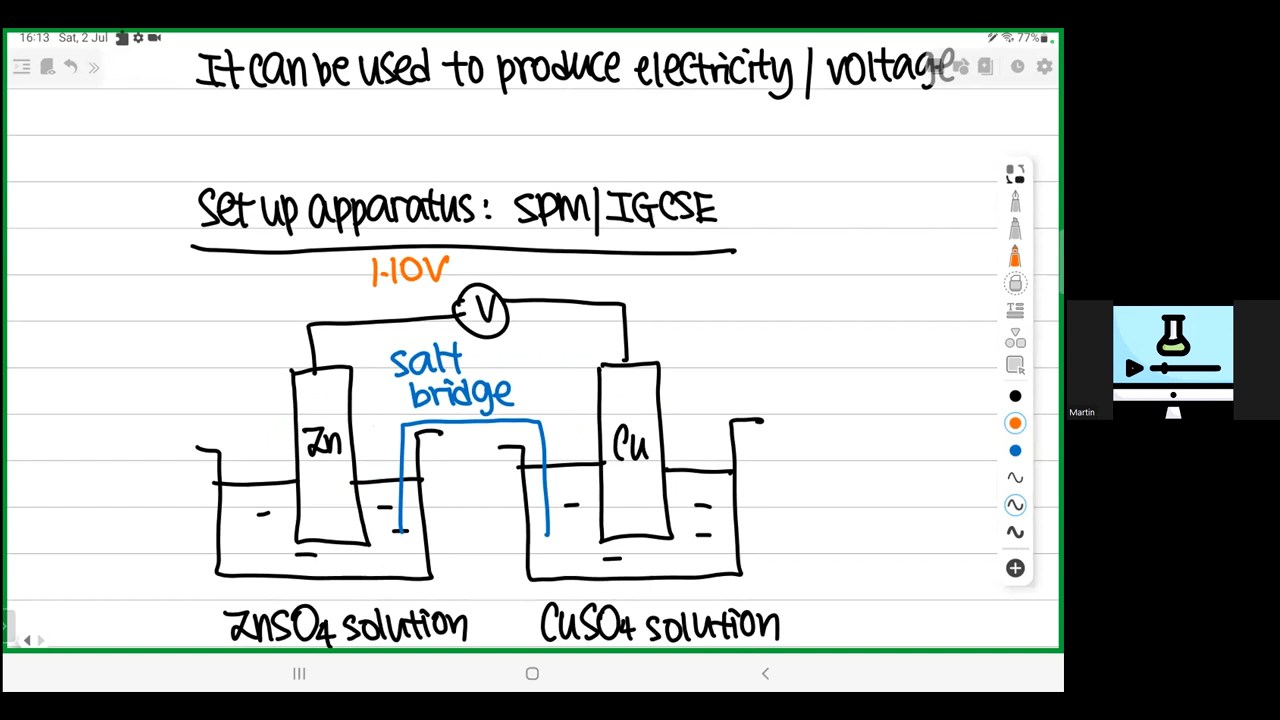 16:13 Sat, 2 Jul
77%
It can be used to produce electricity / voltage
Set up apparatus: SPM/IGCSE
1.10V
V
salt
bridge
Zn
Cu
ZnSO4 solution
CuSO4 solution
Martin